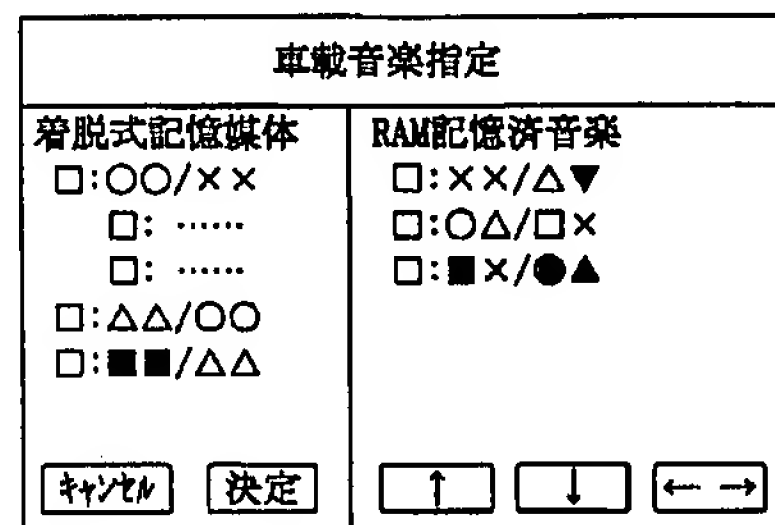 車載音楽指定
着脱式記憶媒体
□:○○/××
□: ……
□: ……
□:△△/○○
□:■■/△△
キャンセル 決定
RAM記憶済音楽
□:××/△▼
□:○△/□×
□:■×/●▲
↑ ↓ ← →